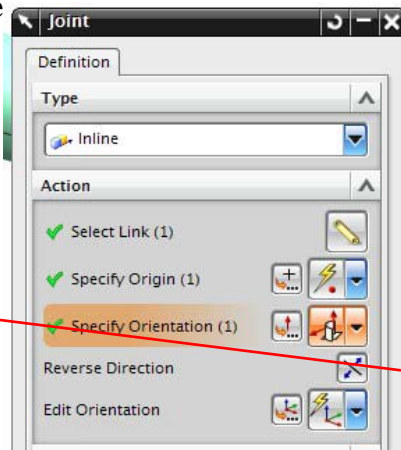 e
Joint
Definition
Type
Inline
Action
Select Link (1)
Specify Origin (1)
Specify Orientation (1)
Reverse Direction
Edit Orientation